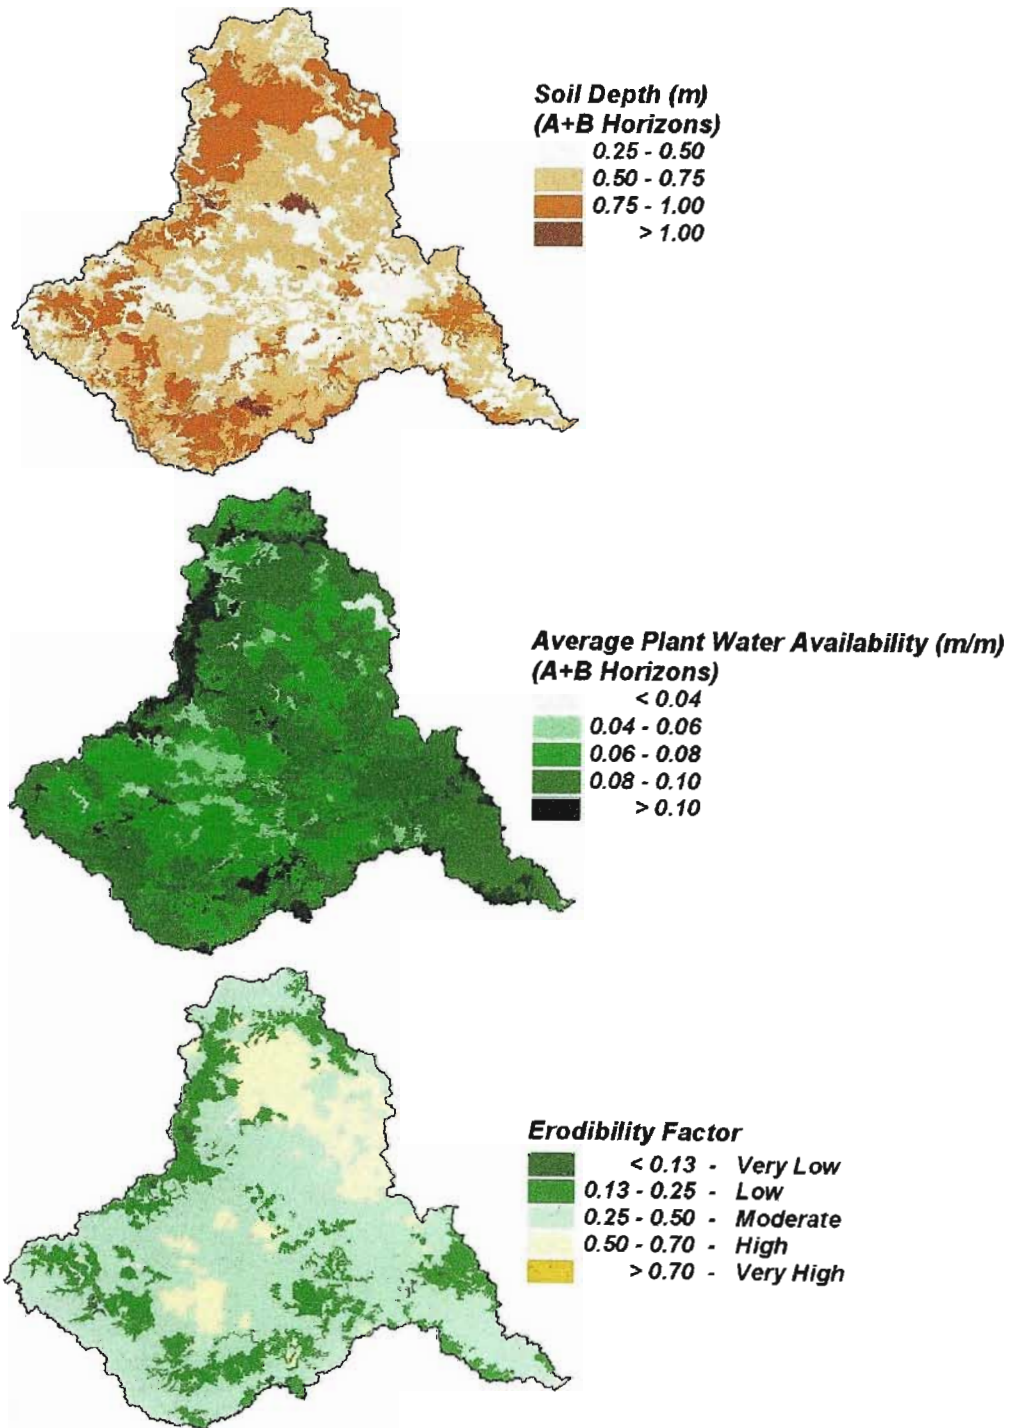 Soil Depth (m)
(A+B Horizons)
0.25 - 0.50
0.50 - 0.75
0.75 - 1.00
> 1.00
Average Plant Water Availability (m/m)
(A+B Horizons)
< 0.04
0.04 - 0.06
0.06 - 0.08
0.08 - 0.10
> 0.10
Erodibility Factor
< 0.13 - Very Low
0.13 - 0.25 - Low
0.25 - 0.50 - Moderate
0.50 - 0.70 - High
> 0.70 - Very High